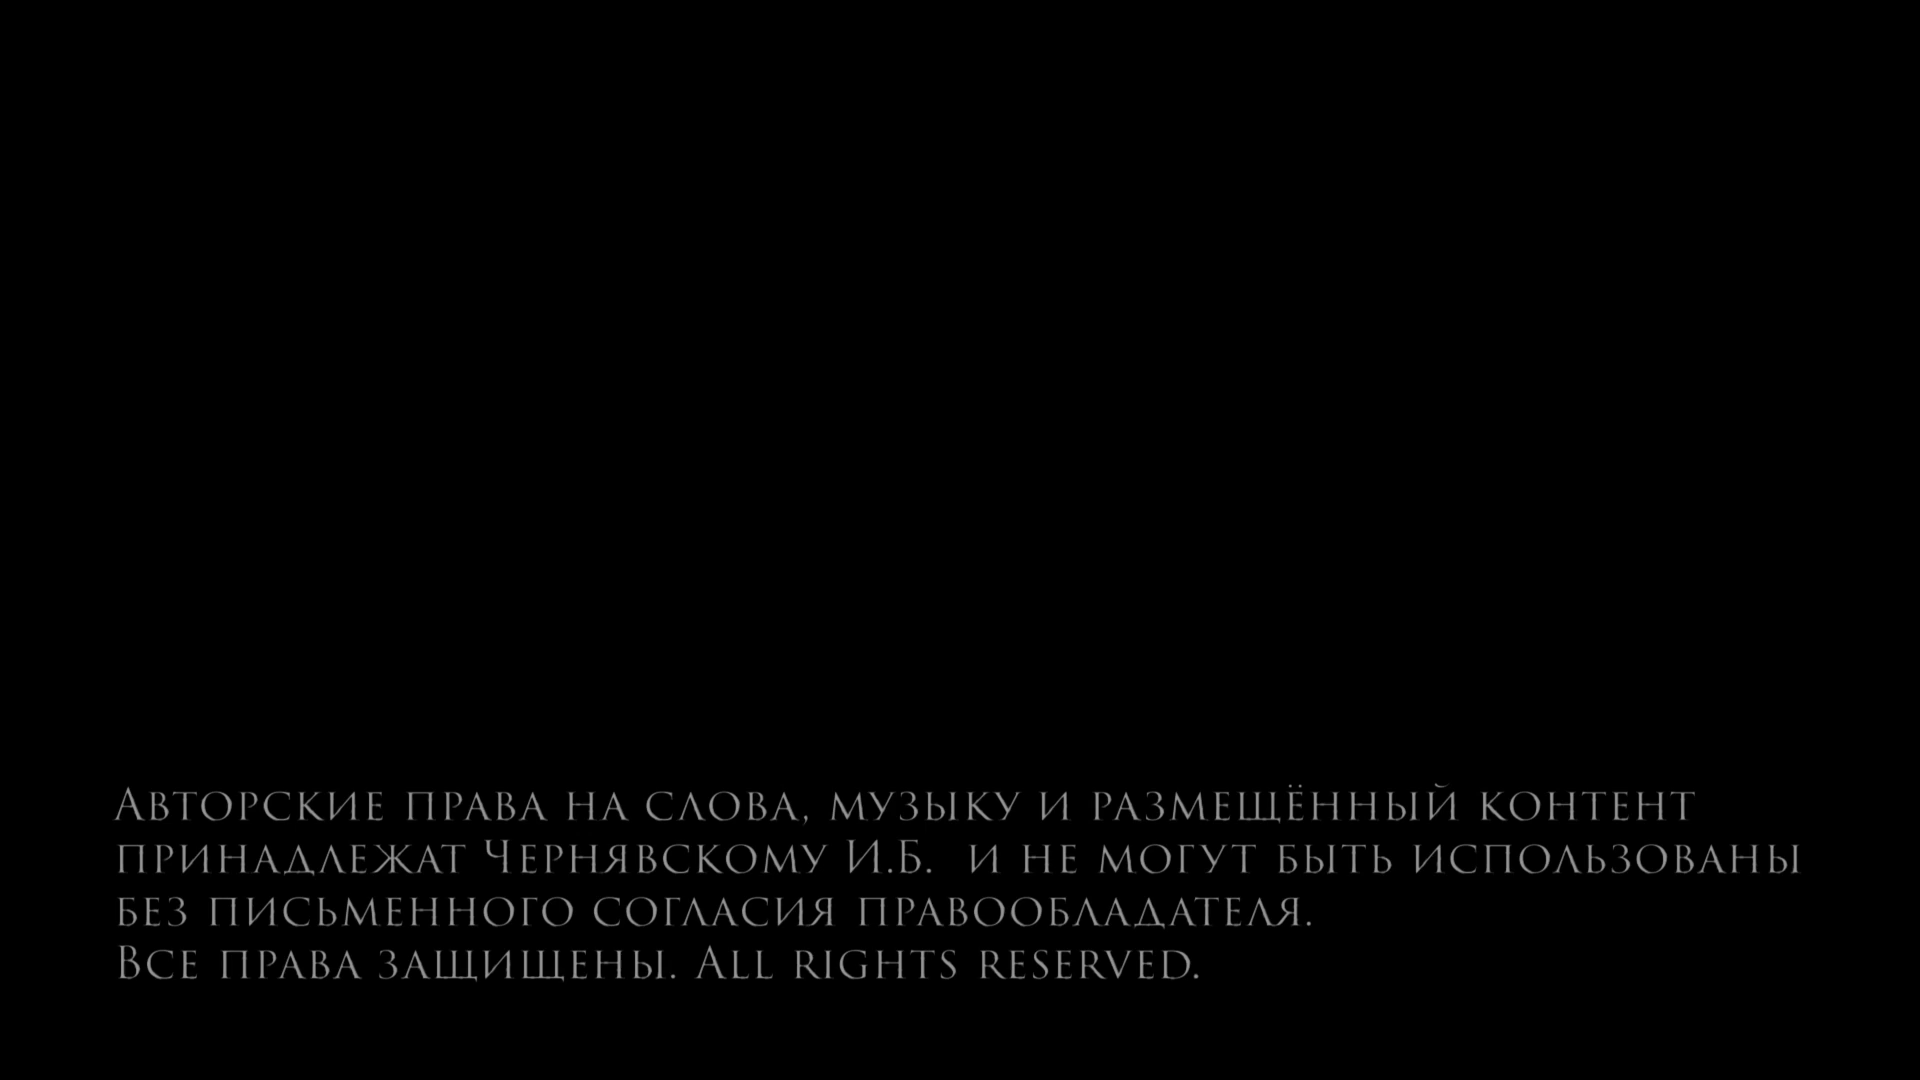 Авторские права на слова, музыку и размещённый контент
принадлежат Чернявскому И.Б.  и не могут быть использованы
без письменного согласия правообладателя.
Все права защищены. All rights reserved.